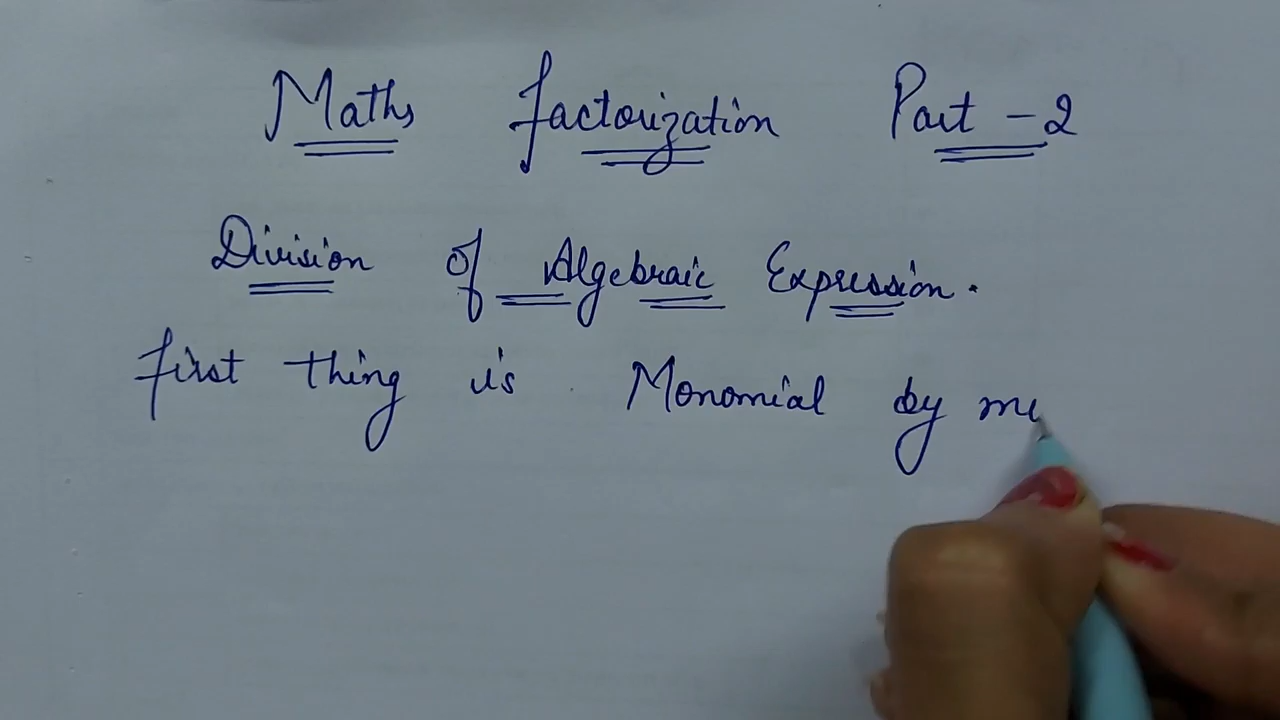 Maths Factorization Part - 2
Division of Algebraic Expression.
First thing is Monomial by